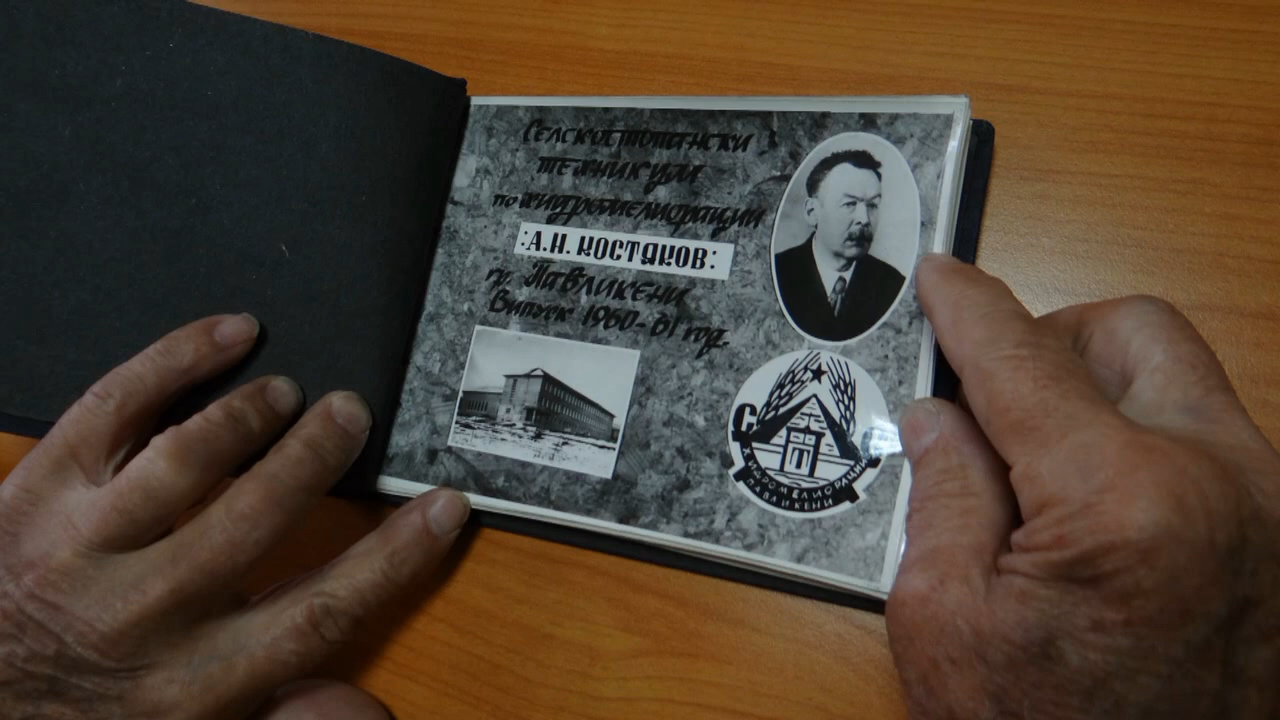 Селскостопански
техникум
по хидромелиорации
:А.Н. КОСТЯКОВ:
гр. Павликени
Випуск 1960-61 год.
С
ХИДРОМЕЛИОРАЦИИ
ПАВЛИКЕНИ